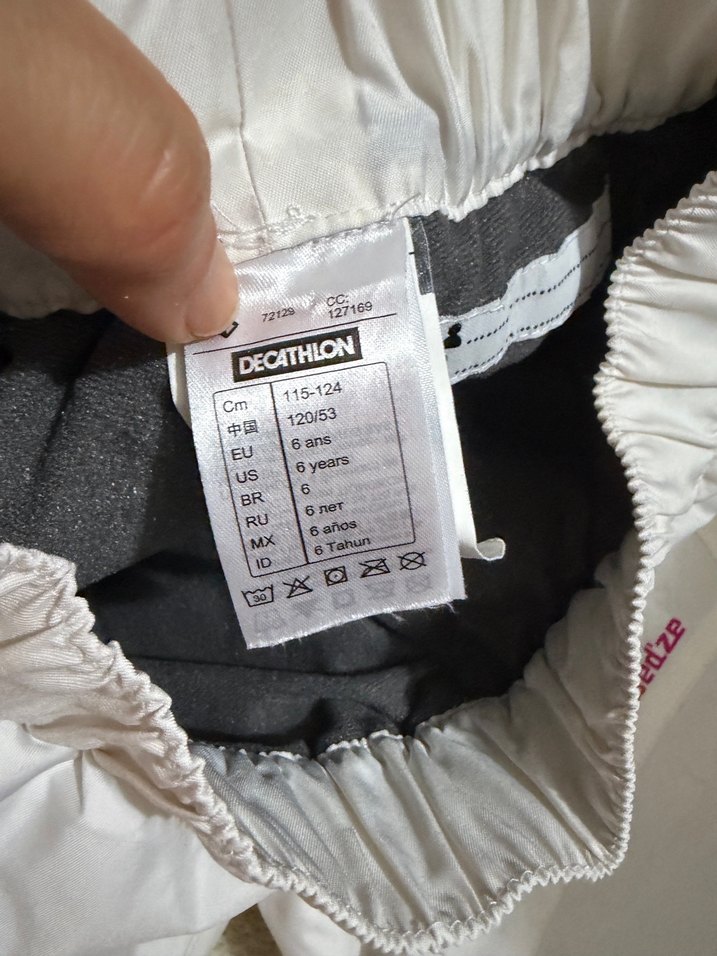 72129
CC:
127169
DECATHLON
Cm 115-124
中国 120/53
EU 6 ans
US 6 years
BR 6
RU 6 лет
MX 6 años
ID 6 Tahun
30